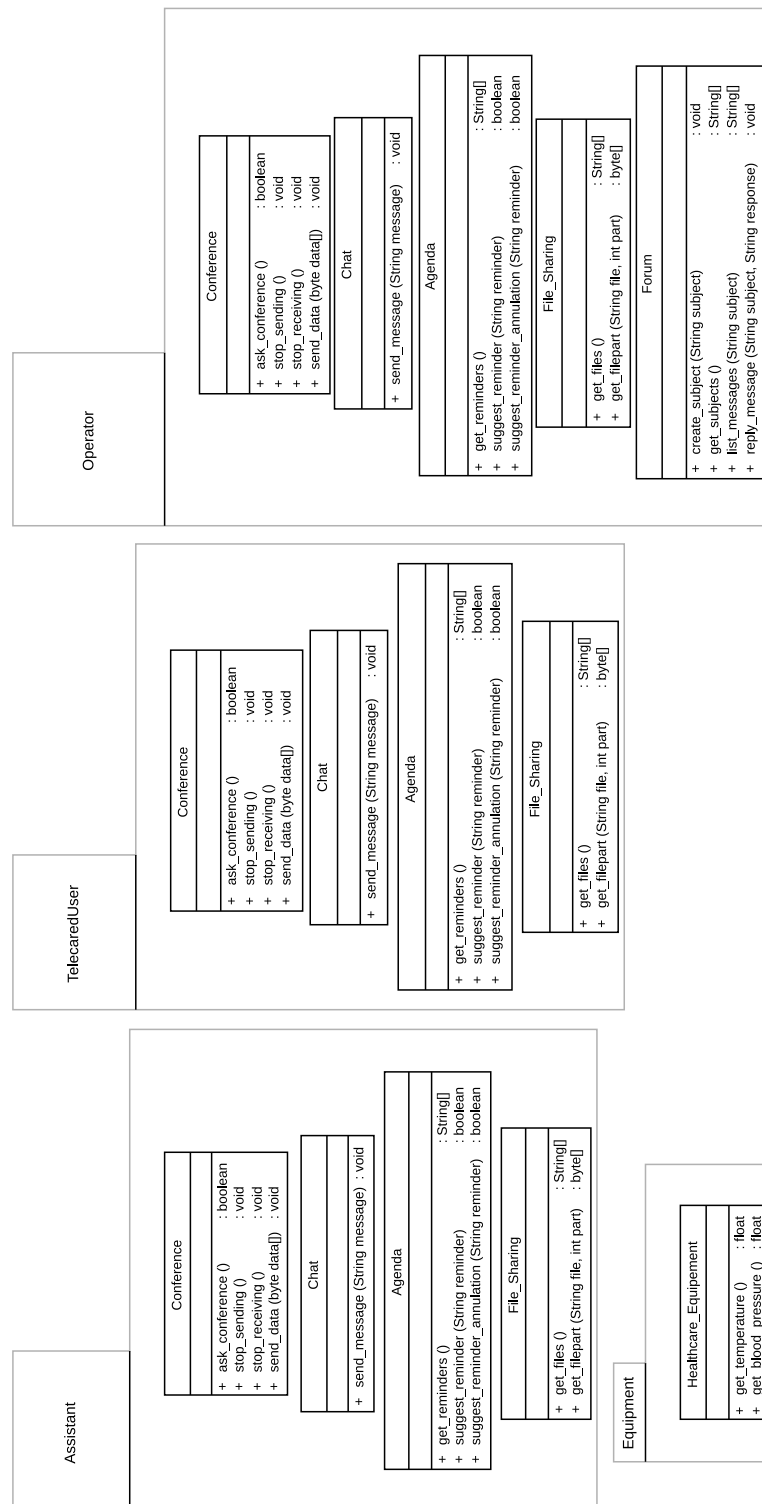 Assistant
Conference
+ ask_conference () : boolean
+ stop_sending () : void
+ stop_receiving () : void
+ send_data (byte data[]) : void
Chat
+ send_message (String message) : void
Agenda
+ get_reminders () : String[]
+ suggest_reminder (String reminder) : boolean
+ suggest_reminder_annulation (String reminder) : boolean
File_Sharing
+ get_files () : String[]
+ get_filepart (String file, int part) : byte[]
Equipment
Healthcare_Equipement
+ get_temperature () : float
+ get_blood_pressure () : float
TelecaredUser
Conference
+ ask_conference () : boolean
+ stop_sending () : void
+ stop_receiving () : void
+ send_data (byte data[]) : void
Chat
+ send_message (String message) : void
Agenda
+ get_reminders () : String[]
+ suggest_reminder (String reminder) : boolean
+ suggest_reminder_annulation (String reminder) : boolean
File_Sharing
+ get_files () : String[]
+ get_filepart (String file, int part) : byte[]
Operator
Conference
+ ask_conference () : boolean
+ stop_sending () : void
+ stop_receiving () : void
+ send_data (byte data[]) : void
Chat
+ send_message (String message) : void
Agenda
+ get_reminders () : String[]
+ suggest_reminder (String reminder) : boolean
+ suggest_reminder_annulation (String reminder) : boolean
File_Sharing
+ get_files () : String[]
+ get_filepart (String file, int part) : byte[]
Forum
+ create_subject (String subject) : void
+ get_subjects () : String[]
+ list_messages (String subject) : String[]
+ reply_message (String subject, String response) : void